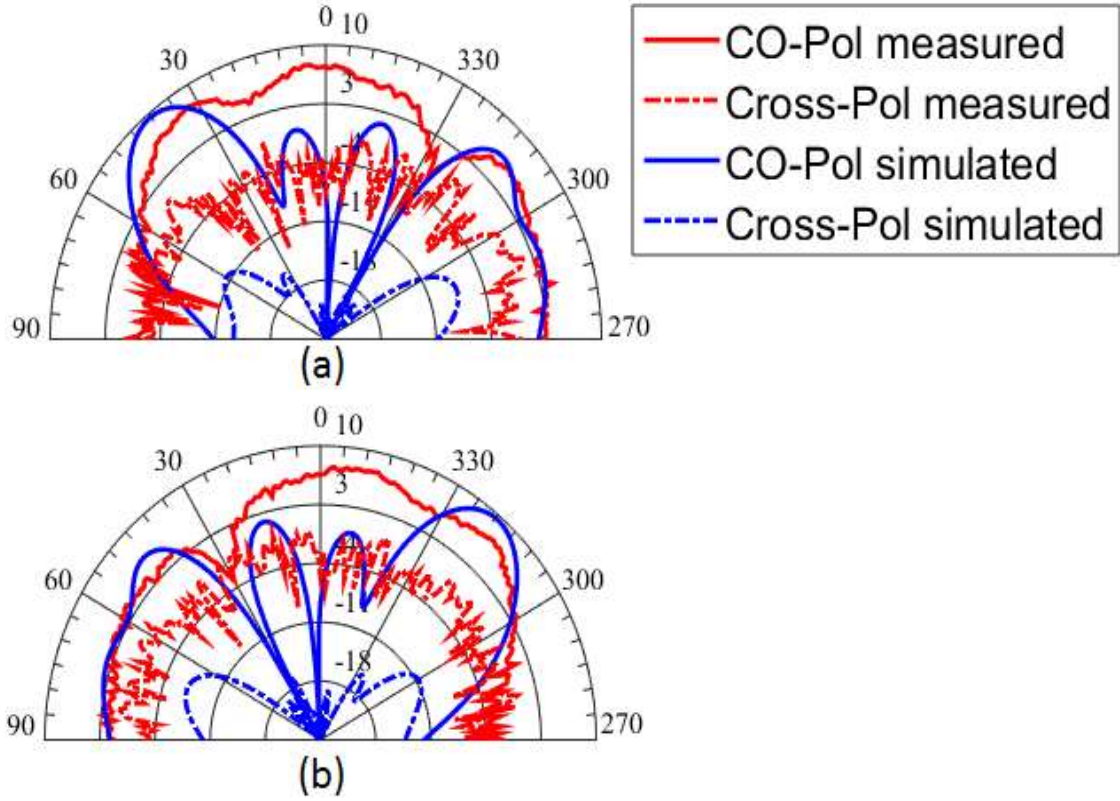 0 10
30 330
3
60 300
-18
90 270
(a)
CO-Pol measured
Cross-Pol measured
CO-Pol simulated
Cross-Pol simulated
0 10
30 330
3
60 300
-11
-18
90 270
(b)